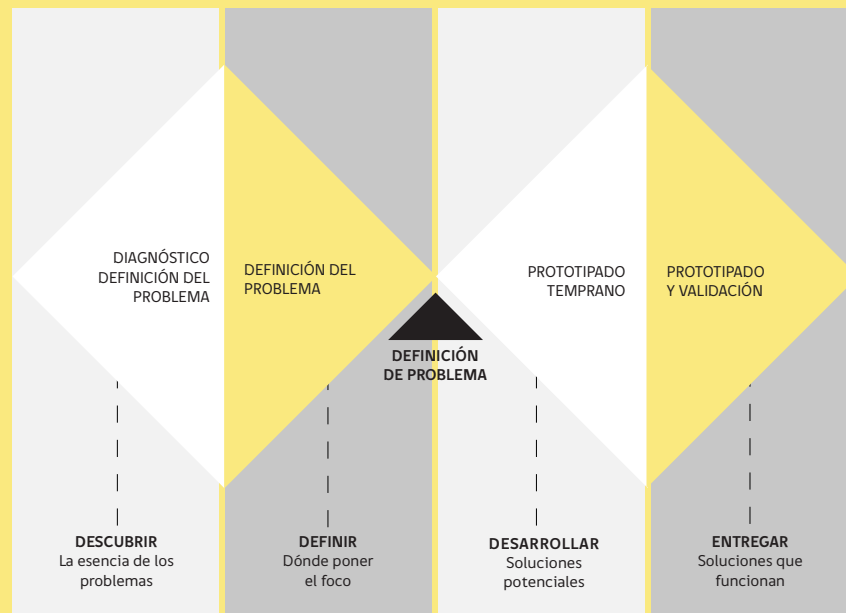 DIAGNÓSTICO
DEFINICIÓN DEL
PROBLEMA
DEFINICIÓN DEL
PROBLEMA
PROTOTIPADO
TEMPRANO
PROTOTIPADO
Y VALIDACIÓN
DEFINICIÓN
DE PROBLEMA
DESCUBRIR
La esencia de los
problemas
DEFINIR
Dónde poner
el foco
DESARROLLAR
Soluciones
potenciales
ENTREGAR
Soluciones que
funcionan